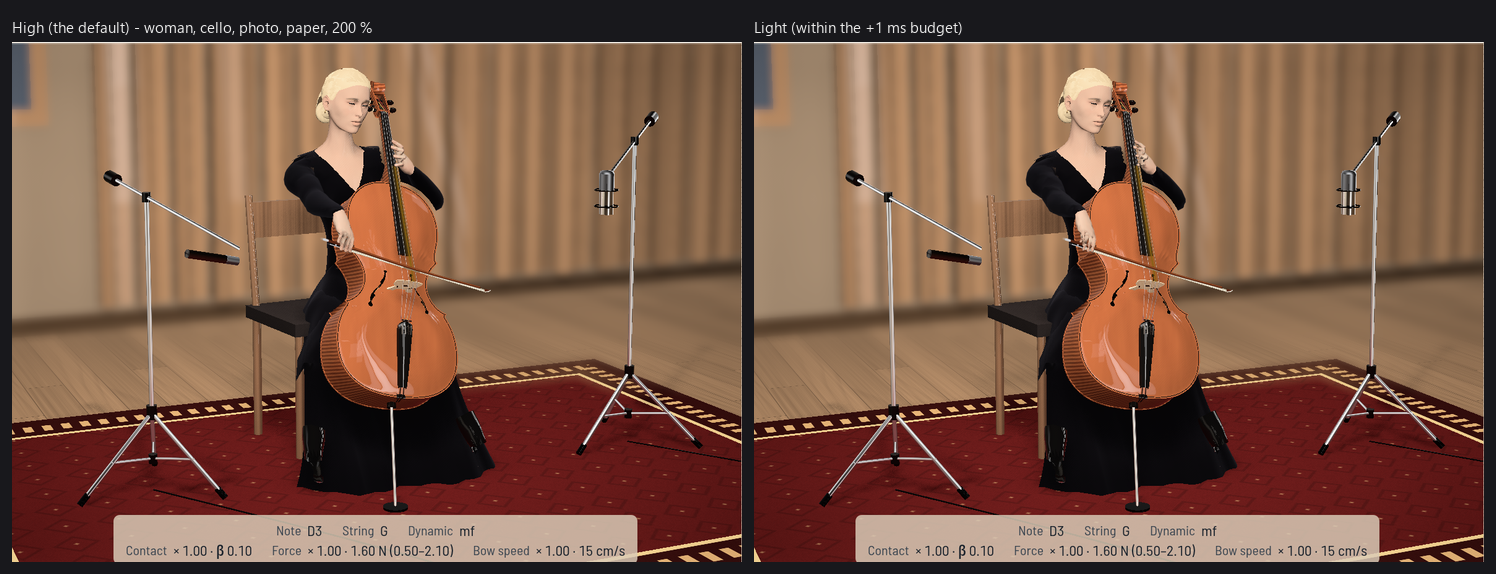 High (the default) - woman, cello, photo, paper, 200 %
Light (within the +1 ms budget)
Note D3 String G Dynamic mf
Contact × 1.00 · β 0.10 Force × 1.00 · 1.60 N (0.50–2.10) Bow speed × 1.00 · 15 cm/s
Note D3 String G Dynamic mf
Contact × 1.00 · β 0.10 Force × 1.00 · 1.60 N (0.50–2.10) Bow speed × 1.00 · 15 cm/s